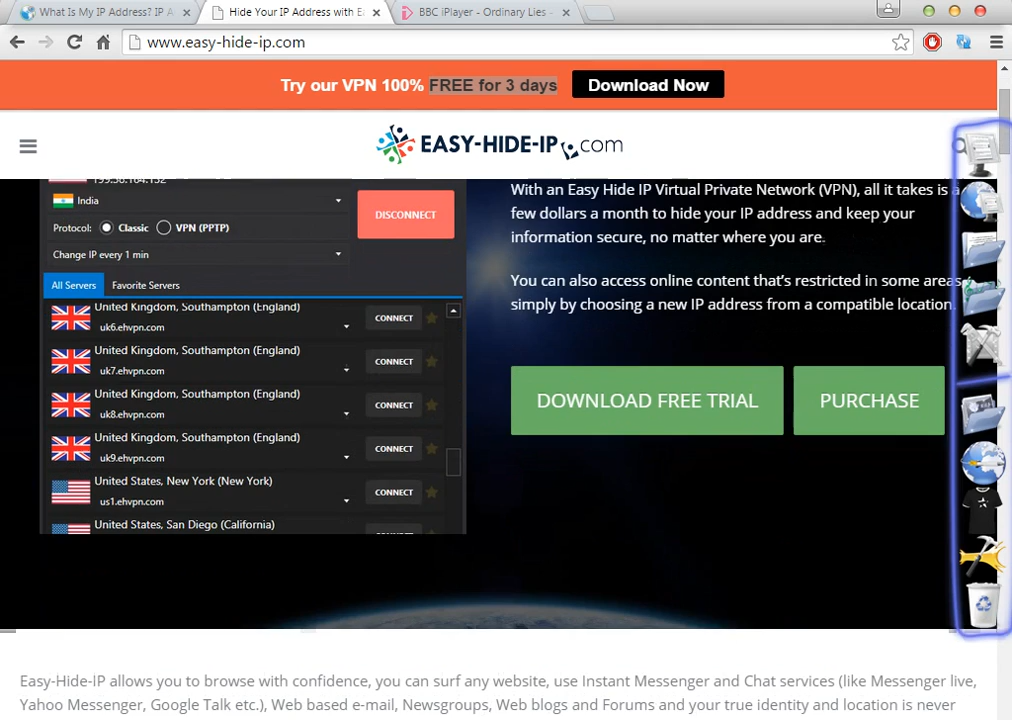 What Is My IP Address? IP A
Hide Your IP Address with Ea
BBC iPlayer - Ordinary Lies -
www.easy-hide-ip.com
Try our VPN 100% FREE for 3 days
Download Now
EASY-HIDE-IP.com
199.36.164.132
India
DISCONNECT
Protocol: Classic VPN (PPTP)
Change IP every 1 min
All Servers Favorite Servers
United Kingdom, Southampton (England)
uk6.ehvpn.com
CONNECT
United Kingdom, Southampton (England)
uk7.ehvpn.com
CONNECT
United Kingdom, Southampton (England)
uk8.ehvpn.com
CONNECT
United Kingdom, Southampton (England)
uk9.ehvpn.com
CONNECT
United States, New York (New York)
us1.ehvpn.com
CONNECT
United States, San Diego (California)
With an Easy Hide IP Virtual Private Network (VPN), all it takes is a
few dollars a month to hide your IP address and keep your
information secure, no matter where you are.
You can also access online content that's restricted in some areas
simply by choosing a new IP address from a compatible location.
DOWNLOAD FREE TRIAL
PURCHASE
Easy-Hide-IP allows you to browse with confidence, you can surf any website, use Instant Messenger and Chat services (like Messenger live,
Yahoo Messenger, Google Talk etc.), Web based e-mail, Newsgroups, Web blogs and Forums and your true identity and location is never